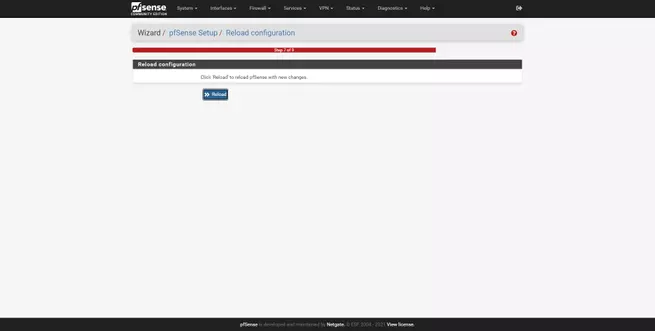 pfSense
COMMUNITY EDITION
System Interfaces Firewall Services VPN Status Diagnostics Help
Wizard / pfSense Setup / Reload configuration
Step 7 of 9
Reload configuration
Click 'Reload' to reload pfSense with new changes.
Reload
pfSense is developed and maintained by Netgate. © ESF 2004 - 2021 View license.